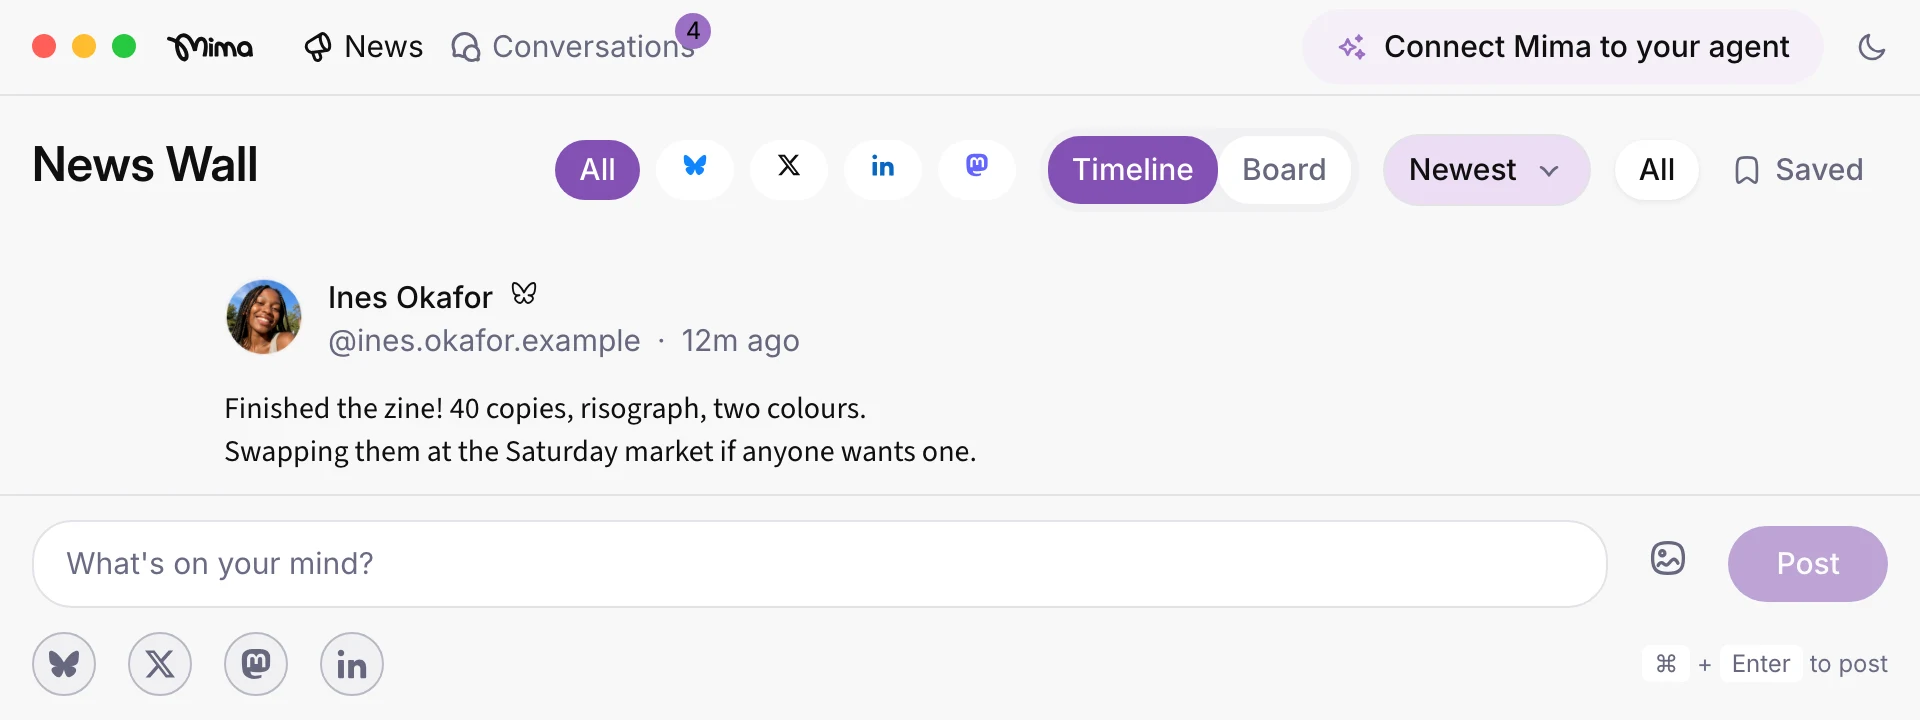 Mima
News
Conversations
4
Connect Mima to your agent
News Wall
All
Timeline
Board
Newest
All
Saved
Ines Okafor
@ines.okafor.example · 12m ago
Finished the zine! 40 copies, risograph, two colours.
Swapping them at the Saturday market if anyone wants one.
What's on your mind?
Post
⌘ + Enter to post